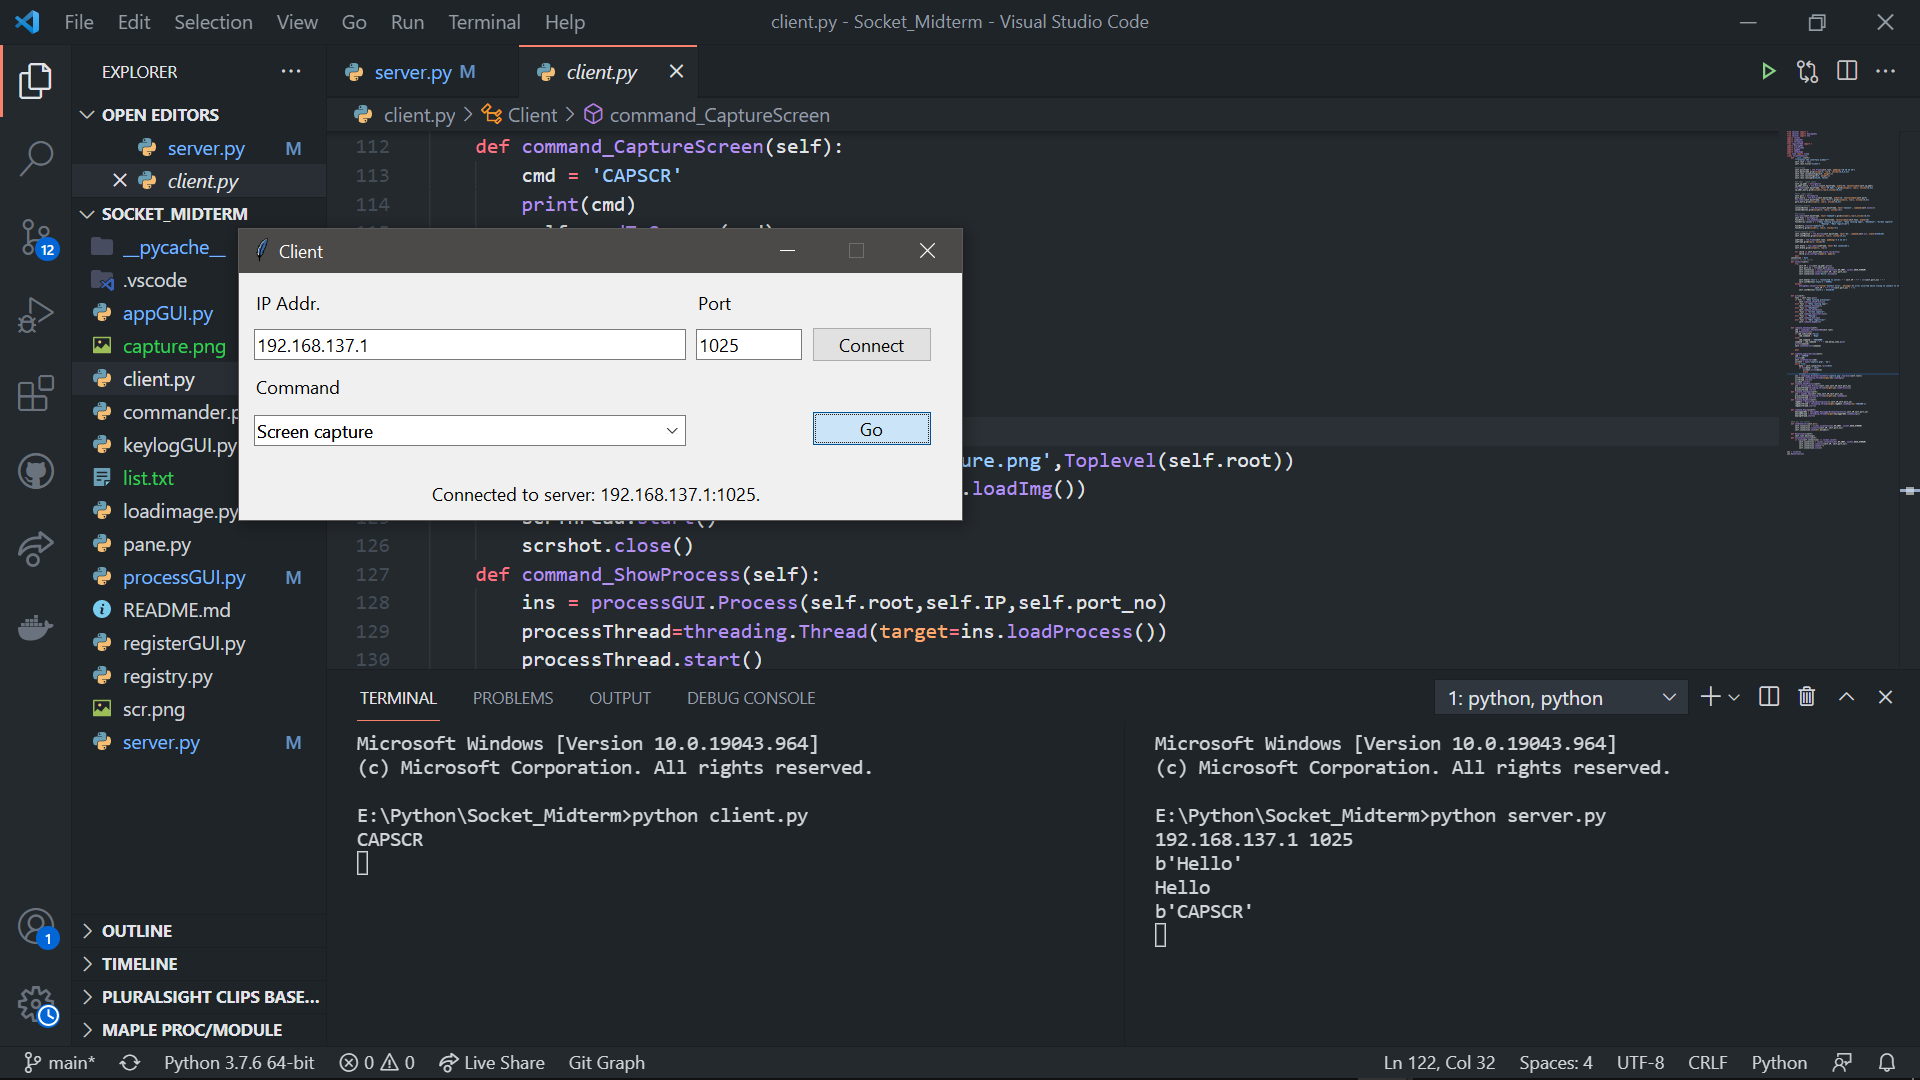 File Edit Selection View Go Run Terminal Help
client.py - Socket_Midterm - Visual Studio Code
EXPLORER
OPEN EDITORS
server.py M
client.py
SOCKET_MIDTERM
__pycache__
.vscode
appGUI.py
capture.png
client.py
commander.p
keylogGUI.py
list.txt
loadimage.py
pane.py
processGUI.py M
README.md
registerGUI.py
registry.py
scr.png
server.py M
OUTLINE
TIMELINE
PLURALSIGHT CLIPS BASE...
MAPLE PROC/MODULE
12
1
server.py M
client.py
client.py > Client > command_CaptureScreen
112 def command_CaptureScreen(self):
113 cmd = 'CAPSCR'
114 print(cmd)
ure.png',Toplevel(self.root))
.loadImg())
126 scrshot.close()
127 def command_ShowProcess(self):
128 ins = processGUI.Process(self.root,self.IP,self.port_no)
129 processThread=threading.Thread(target=ins.loadProcess())
130 processThread.start()
Client
IP Addr. Port
192.168.137.1 1025 Connect
Command
Screen capture Go
Connected to server: 192.168.137.1:1025.
TERMINAL PROBLEMS OUTPUT DEBUG CONSOLE
1: python, python
Microsoft Windows [Version 10.0.19043.964]
(c) Microsoft Corporation. All rights reserved.
E:\Python\Socket_Midterm>python client.py
CAPSCR
Microsoft Windows [Version 10.0.19043.964]
(c) Microsoft Corporation. All rights reserved.
E:\Python\Socket_Midterm>python server.py
192.168.137.1 1025
b'Hello'
Hello
b'CAPSCR'
main* Python 3.7.6 64-bit 0 0 Live Share Git Graph
Ln 122, Col 32 Spaces: 4 UTF-8 CRLF Python